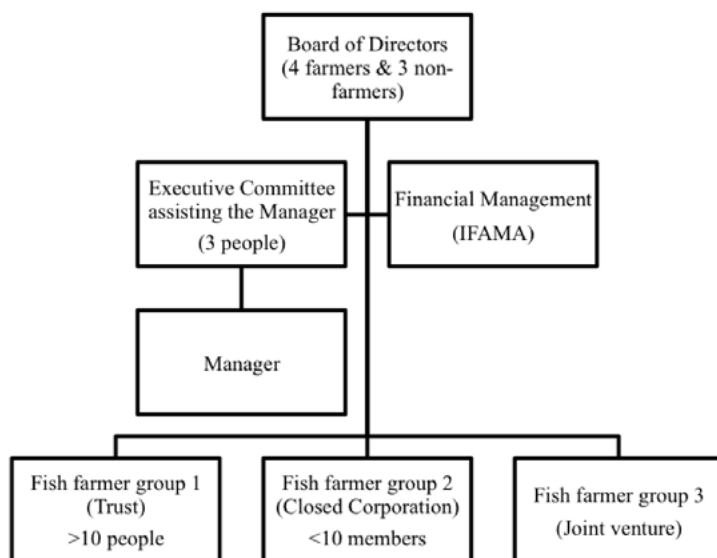 Board of Directors
(4 farmers & 3 non-
farmers)
Executive Committee
assisting the Manager
(3 people)
Financial Management
(IFAMA)
Manager
Fish farmer group 1
(Trust)
>10 people
Fish farmer group 2
(Closed Corporation)
<10 members
Fish farmer group 3
(Joint venture)